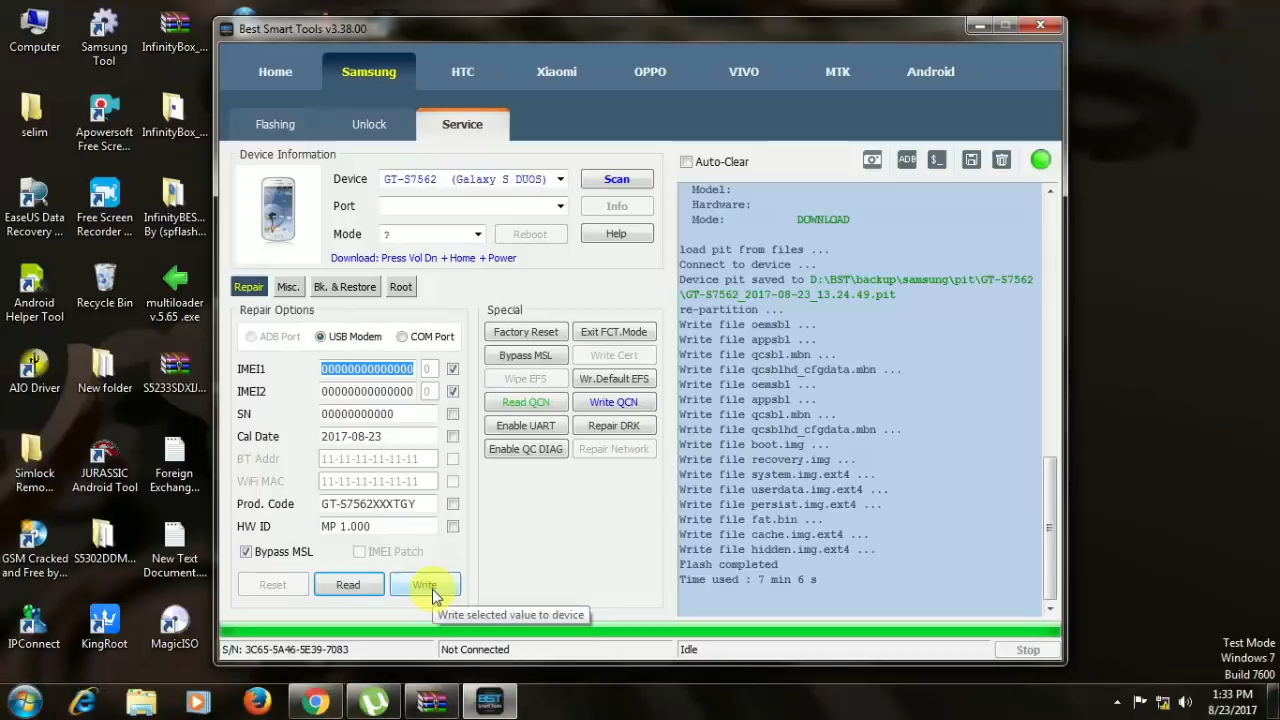 Computer
Samsung
Tool
InfinityBox_...
selim
Apowersoft
Free Scre...
InfinityBox_...
EaseUS Data
Recovery ...
Free Screen
Recorder ...
InfinityBES...
By (spflash...
Android
Helper Tool
Recycle Bin
multiloader
v.5.65 .exe
AIO Driver
New folder
S5233DXIJ...
Simlock
Remo...
JURASSIC
Android Tool
Foreign
Exchang...
GSM Cracked
and Free by...
S5302DDM...
New Text
Document....
IPConnect
KingRoot
MagicISO
Best Smart Tools v3.38.00
Home
Samsung
HTC
Xiaomi
OPPO
VIVO
MTK
Android
Flashing
Unlock
Service
Device Information
Device
GT-S7562 (Galaxy S DUOS)
Scan
Port
Info
Mode
?
Reboot
Help
Download: Press Vol Dn + Home + Power
Repair
Misc.
Bk. & Restore
Root
Repair Options
ADB Port
USB Modem
COM Port
IMEI1
00000000000000
0
IMEI2
00000000000000
0
SN
00000000000
Cal Date
2017-08-23
BT Addr
11-11-11-11-11-11
WiFi MAC
11-11-11-11-11-11
Prod. Code
GT-S7562XXXTGY
HW ID
MP 1.000
Bypass MSL
IMEI Patch
Reset
Read
Write
Write selected value to device
Special
Factory Reset
Exit FCT.Mode
Bypass MSL
Write Cert
Wipe EFS
Wr.Default EFS
Read QCN
Write QCN
Enable UART
Repair DRK
Enable QC DIAG
Repair Network
Auto-Clear
ADB
$_
Model:
Hardware:
Mode: DOWNLOAD
load pit from files ...
Connect to device ...
Device pit saved to D:\BST\backup\samsung\pit\GT-S7562
\GT-S7562_2017-08-23_13.24.49.pit
re-partition ...
Write file oemsbl ...
Write file appsbl ...
Write file qcsbl.mbn ...
Write file qcsblhd_cfgdata.mbn ...
Write file oemsbl ...
Write file appsbl ...
Write file qcsbl.mbn ...
Write file qcsblhd_cfgdata.mbn ...
Write file boot.img ...
Write file recovery.img ...
Write file system.img.ext4 ...
Write file userdata.img.ext4 ...
Write file persist.img.ext4 ...
Write file fat.bin ...
Write file cache.img.ext4 ...
Write file hidden.img.ext4 ...
Flash completed
Time used : 7 min 6 s
S/N: 3C65-5A46-5E39-7083
Not Connected
Idle
Stop
Test Mode
Windows 7
Build 7600
BST
Smart Tools
1:33 PM
8/23/2017